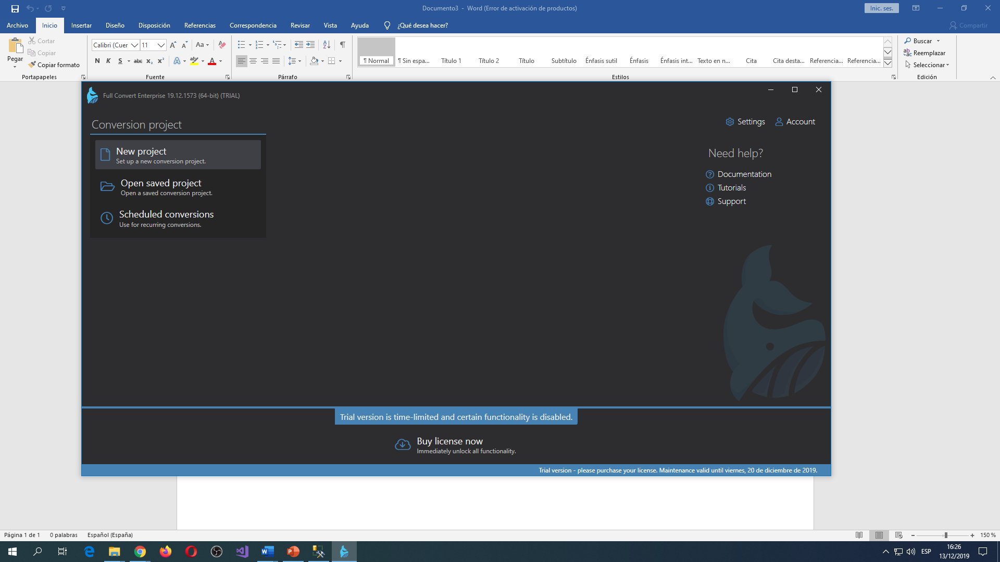 Documento3 - Word (Error de activación de productos)
Inic. ses.
Archivo Inicio Insertar Diseño Disposición Referencias Correspondencia Revisar Vista Ayuda ¿Qué desea hacer? Compartir
Pegar
Cortar
Copiar
Copiar formato
Portapapeles
Calibri (Cuer 11 Aa
N K S abc x₂ x² A A
Fuente
Párrafo
¶ Normal ¶ Sin espa... Título 1 Título 2 Título Subtítulo Énfasis sutil Énfasis Énfasis int... Texto en n... Cita Cita desta... Referencia... Referencia...
Estilos
Buscar
Reemplazar
Seleccionar
Edición
Full Convert Enterprise 19.12.1573 (64-bit) (TRIAL)
Conversion project
Settings Account
New project
Set up a new conversion project.
Open saved project
Open a saved conversion project.
Scheduled conversions
Use for recurring conversions.
Need help?
Documentation
Tutorials
Support
Trial version is time-limited and certain functionality is disabled.
Buy license now
Immediately unlock all functionality.
Trial version - please purchase your license. Maintenance valid until viernes, 20 de diciembre de 2019.
Página 1 de 1 0 palabras Español (España)
150 %
ESP
16:26
13/12/2019